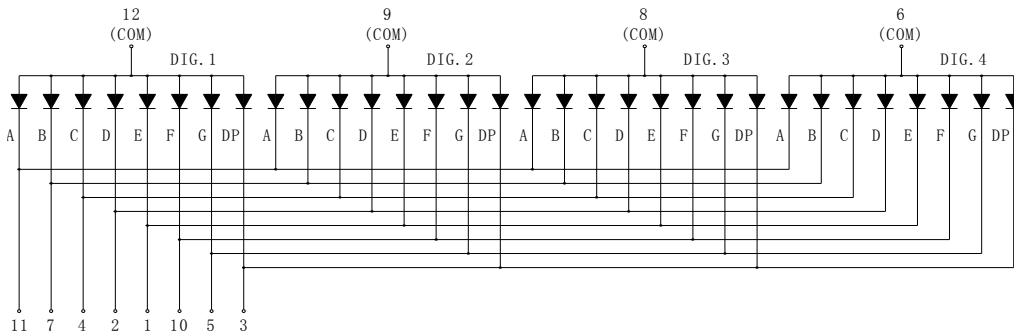 12 9 8 6
(COM) (COM) (COM) (COM)
DIG.1 DIG.2 DIG.3 DIG.4
A B C D E F G DP A B C D E F G DP A B C D E F G DP A B C D E F G DP
11 7 4 2 1 10 5 3